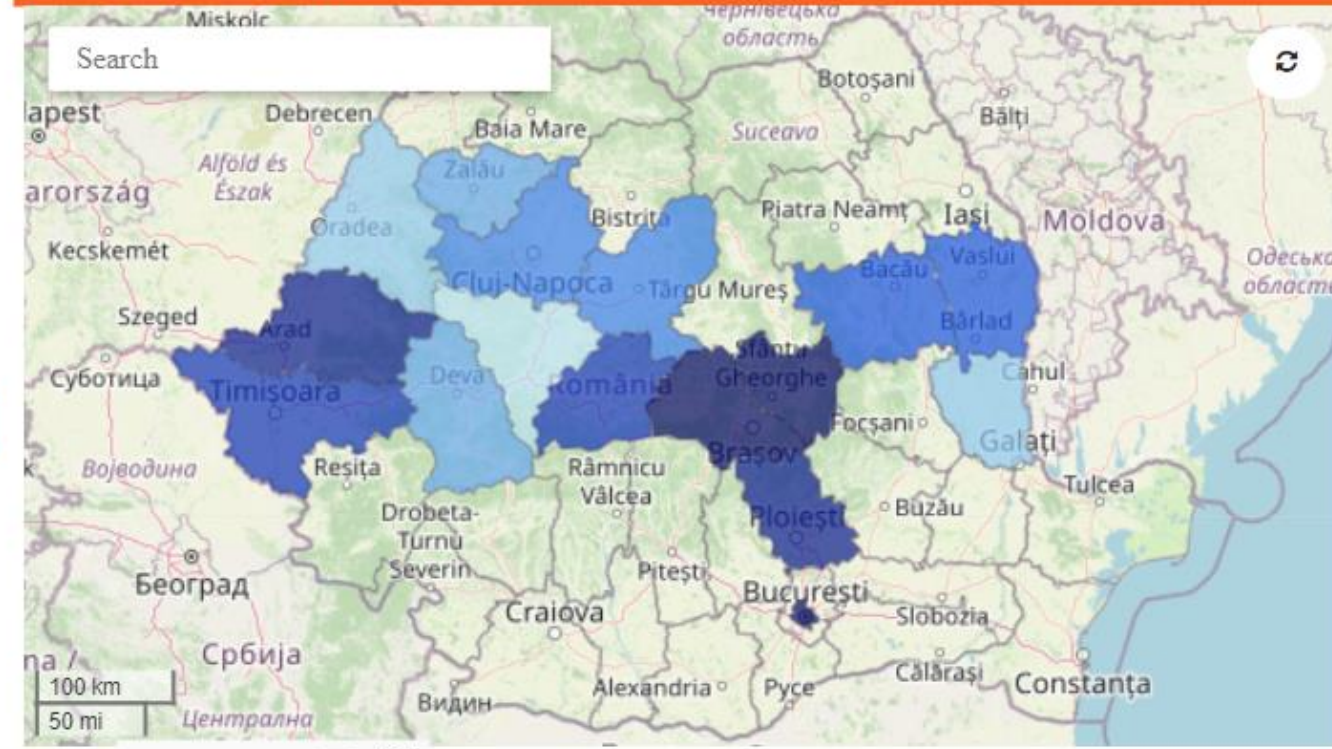 Miskolc
Чернівецька
область
Search
Botoșani
apest
Debrecen
Baia Mare
Suceava
Bălți
Alföld és
Észak
Zalău
arország
Oradea
Bistrița
Piatra Neamț
Iași
Moldova
Kecskemét
Cluj-Napoca
Târgu Mureș
Bacău
Vaslui
Одеська
область
Szeged
Arad
Bârlad
Суботица
Timișoara
Deva
România
Sfântu
Gheorghe
Cahul
Focșani
Galați
Војводина
Reșița
Brașov
Râmnicu
Vâlcea
Tulcea
Drobeta-
Turnu
Severin
Ploiești
Buzău
Београд
Pitești
București
Craiova
Slobozia
Србија
na /
100 km
50 mi
Călărași
Constanța
Видин
Alexandria
Русе
Централна